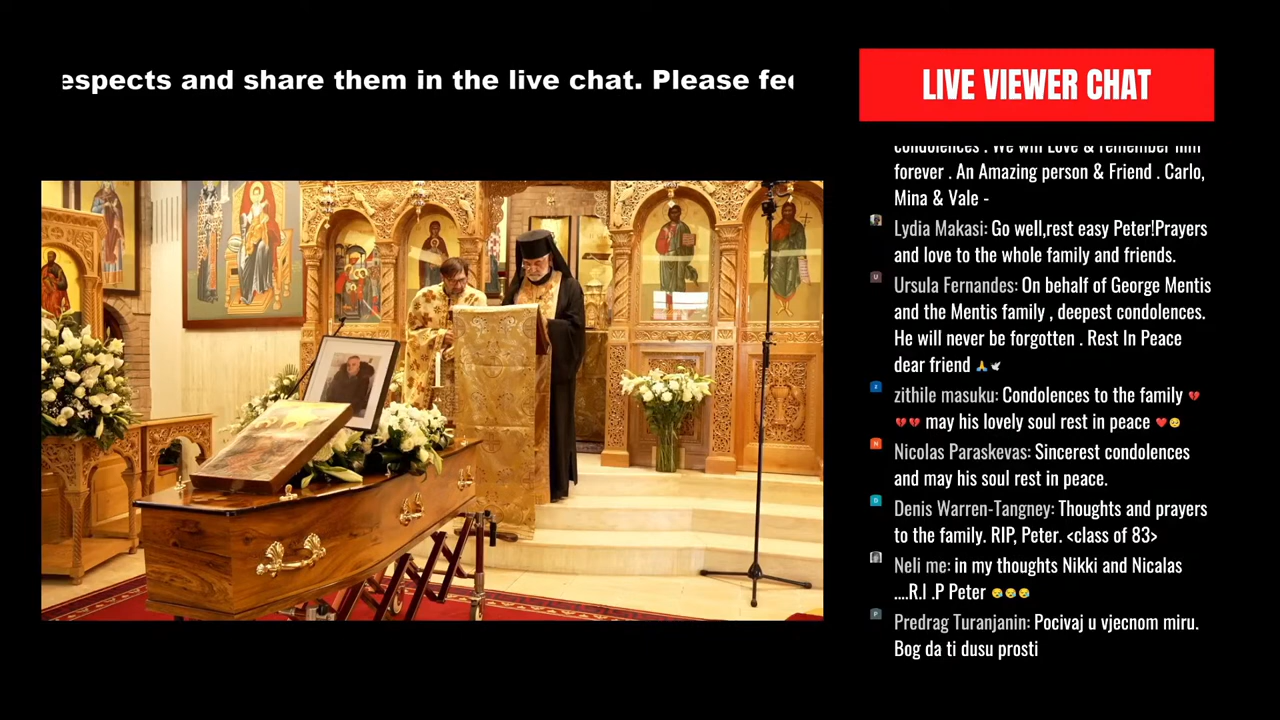 espects and share them in the live chat. Please fe
LIVE VIEWER CHAT
condolences . We will Love & remember him
forever . An Amazing person & Friend . Carlo,
Mina & Vale -
Lydia Makasi: Go well,rest easy Peter!Prayers
and love to the whole family and friends.
Ursula Fernandes: On behalf of George Mentis
and the Mentis family , deepest condolences.
He will never be forgotten . Rest In Peace
dear friend 🙏🕊
zithile masuku: Condolences to the family 💔
💔💔 may his lovely soul rest in peace ❤️🥺
Nicolas Paraskevas: Sincerest condolences
and may his soul rest in peace.
Denis Warren-Tangney: Thoughts and prayers
to the family. RIP, Peter. <class of 83>
Neli me: in my thoughts Nikki and Nicalas
....R.I .P Peter 😥😥😥
Predrag Turanjanin: Pocivaj u vjecnom miru.
Bog da ti dusu prosti